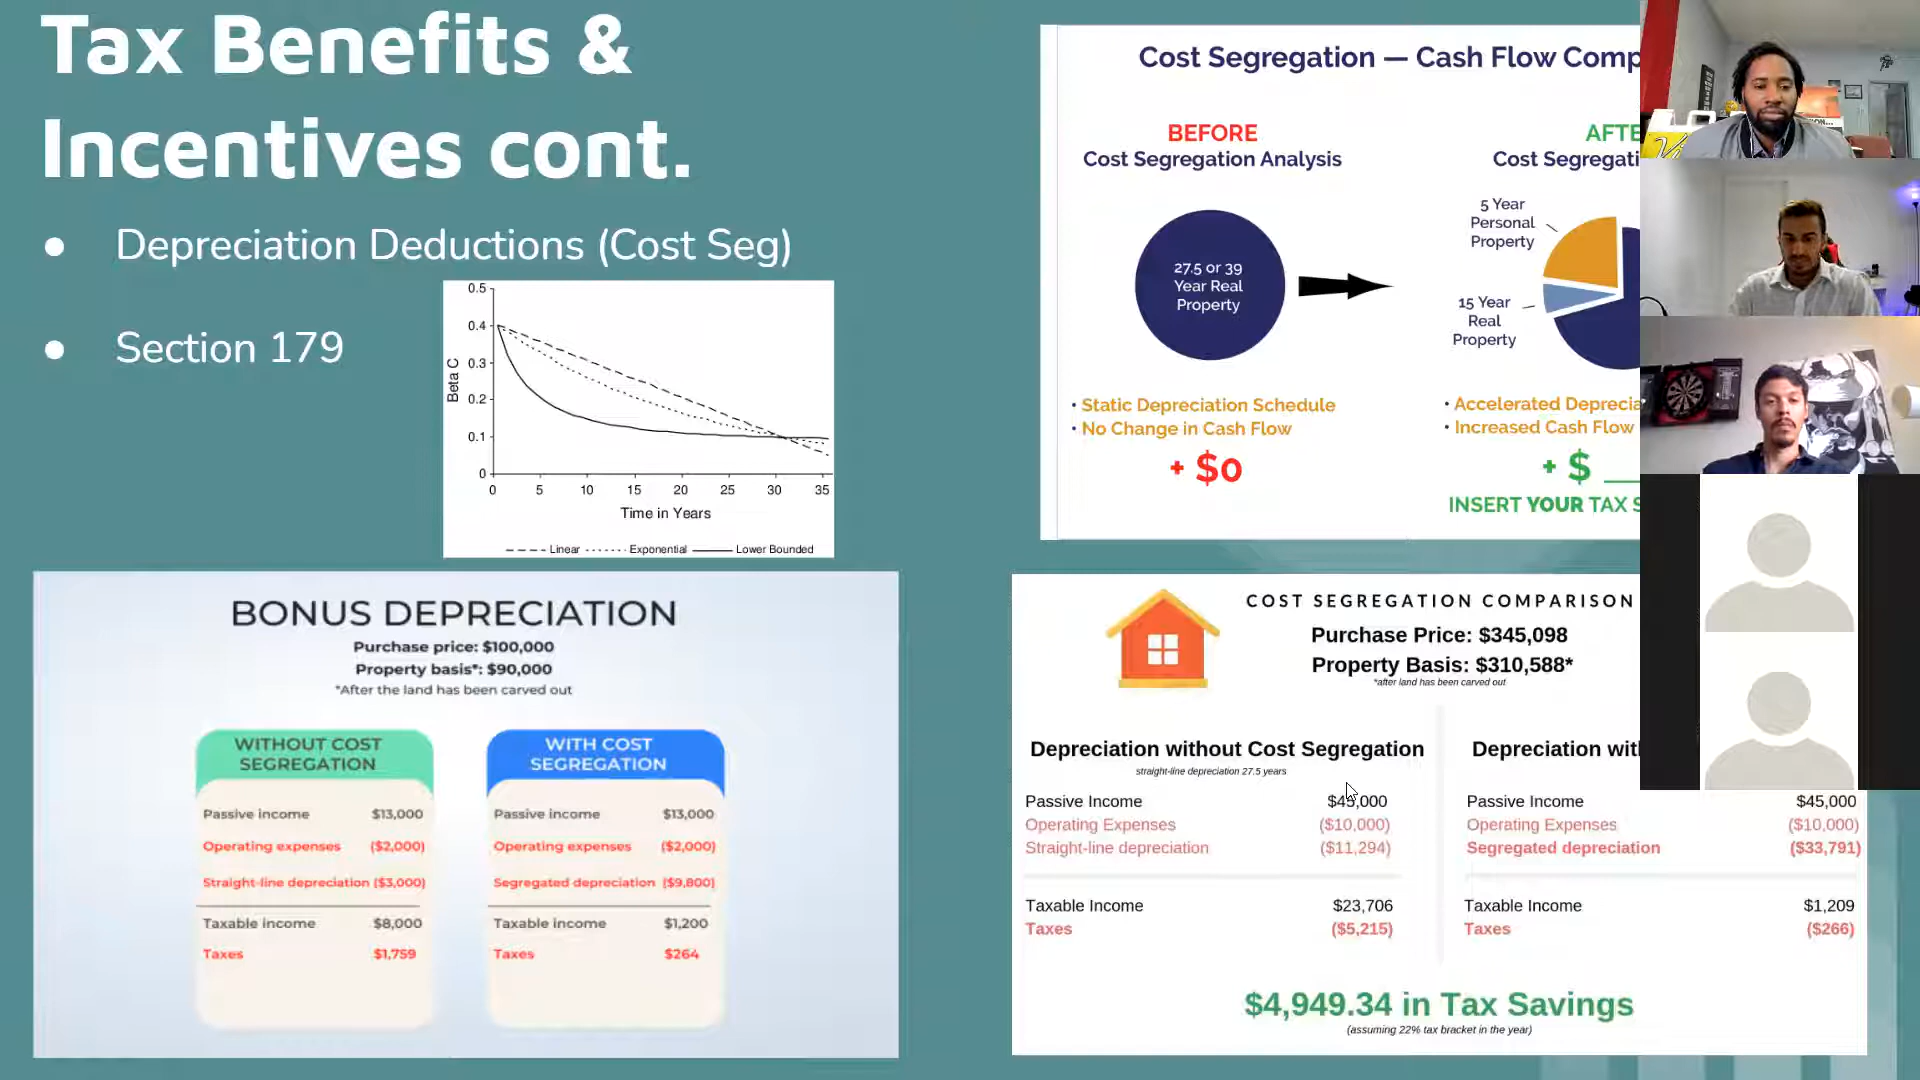 Tax Benefits &
Incentives cont.
● Depreciation Deductions (Cost Seg)
● Section 179
0.5
0.4
0.3
0.2
0.1
0
Beta C
0 5 10 15 20 25 30 35
Time in Years
Linear Exponential Lower Bounded
Cost Segregation — Cash Flow Comp
BEFORE
Cost Segregation Analysis
27.5 or 39
Year Real
Property
• Static Depreciation Schedule
• No Change in Cash Flow
+ $0
AFTE
Cost Segregati
5 Year
Personal
Property
15 Year
Real
Property
• Accelerated Deprecia
• Increased Cash Flow
+ $ __
INSERT YOUR TAX S
BONUS DEPRECIATION
Purchase price: $100,000
Property basis*: $90,000
*After the land has been carved out
WITHOUT COST
SEGREGATION
Passive income $13,000
Operating expenses ($2,000)
Straight-line depreciation ($3,000)
Taxable income $8,000
Taxes $1,759
WITH COST
SEGREGATION
Passive income $13,000
Operating expenses ($2,000)
Segregated depreciation ($9,800)
Taxable income $1,200
Taxes $264
COST SEGREGATION COMPARISON
Purchase Price: $345,098
Property Basis: $310,588*
*after land has been carved out
Depreciation without Cost Segregation
straight-line depreciation 27.5 years
Passive Income $45,000
Operating Expenses ($10,000)
Straight-line depreciation ($11,294)
Taxable Income $23,706
Taxes ($5,215)
Depreciation wit
Passive Income $45,000
Operating Expenses ($10,000)
Segregated depreciation ($33,791)
Taxable Income $1,209
Taxes ($266)
$4,949.34 in Tax Savings
(assuming 22% tax bracket in the year)